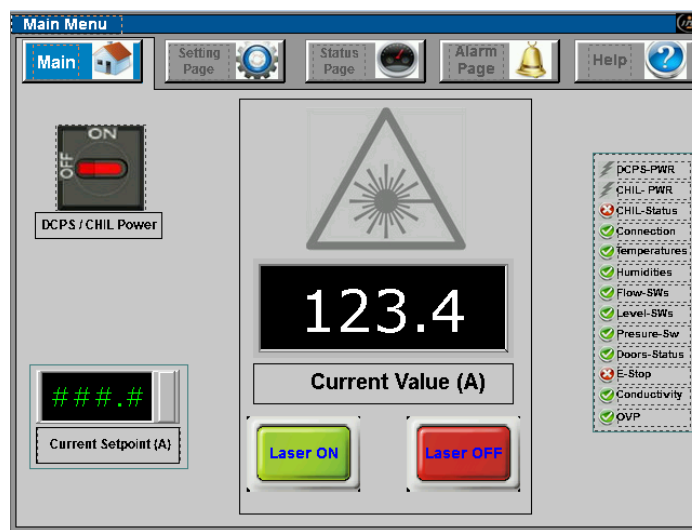 Main Menu
Main
Setting
Page
Status
Page
Alarm
Page
Help
ON
OFF
DCPS / CHIL Power
123.4
Current Value (A)
###.#
Current Setpoint (A)
Laser ON
Laser OFF
DCPS-PWR
CHIL- PWR
CHIL-Status
Connection
Temperatures
Humidities
Flow-SWs
Level-SWs
Presure-Sw
Doors-Status
E-Stop
Conductivity
OVP